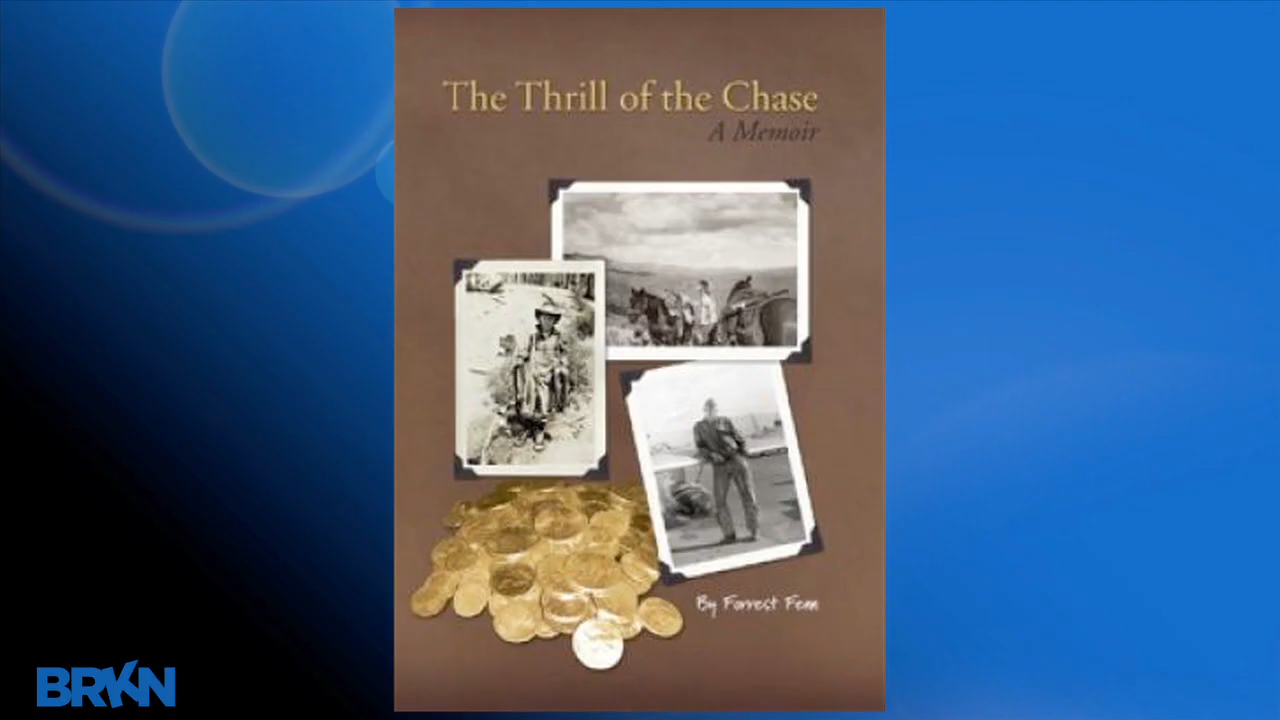 The Thrill of the Chase
A Memoir
By Forrest Fenn
BRKN